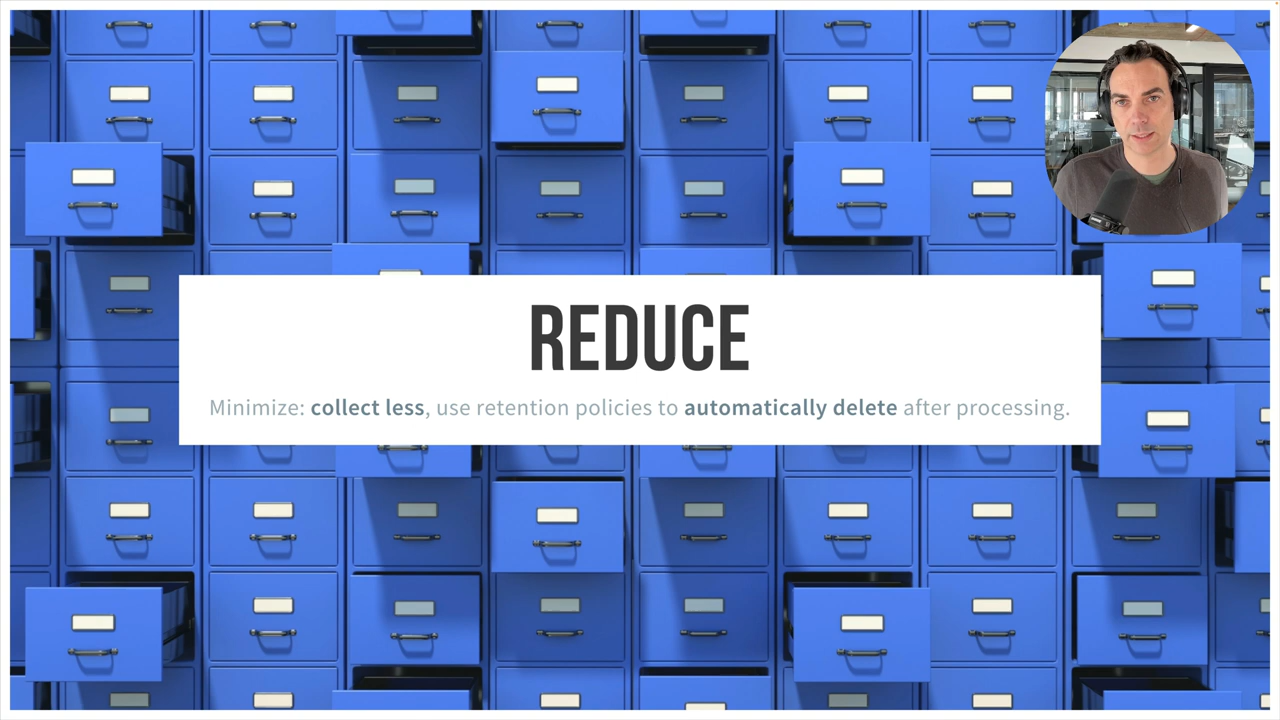 REDUCE
Minimize: collect less, use retention policies to automatically delete after processing.